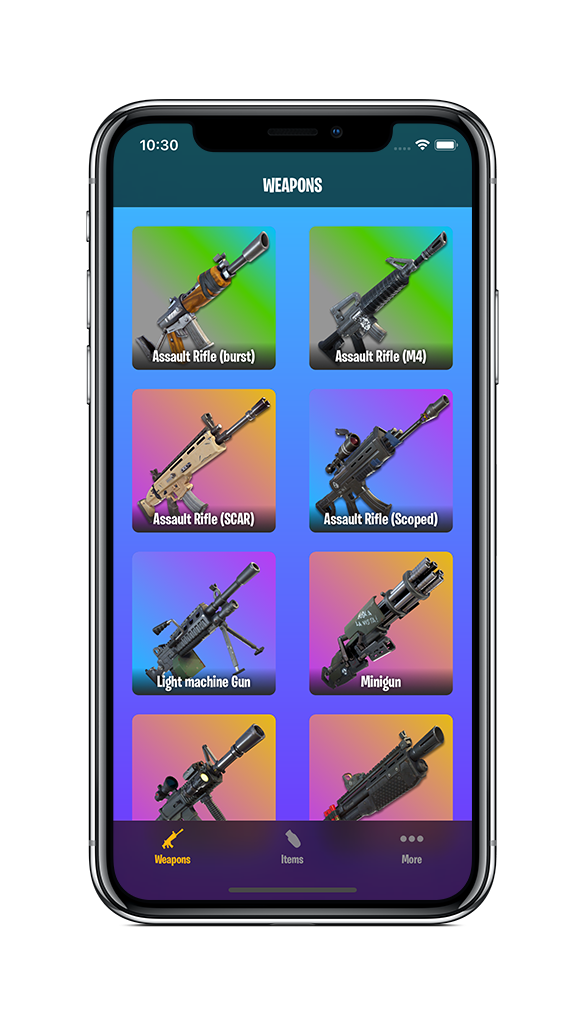 10:30
WEAPONS
Assault Rifle (burst)
Assault Rifle (M4)
Assault Rifle (SCAR)
Assault Rifle (Scoped)
Light machine Gun
Minigun
Weapons
Items
More